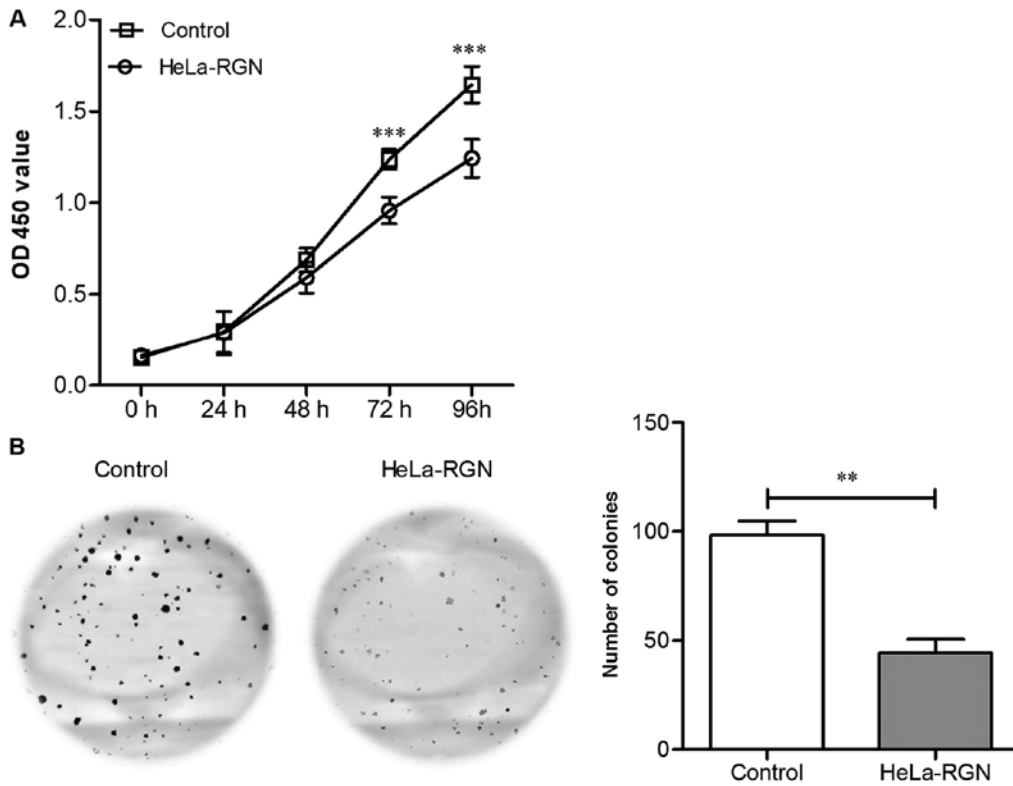 A
2.0
Control
HeLa-RGN
***
***
1.5
1.0
0.5
0.0
OD 450 value
0 h 24 h 48 h 72 h 96h
B
Control HeLa-RGN
150
**
100
50
0
Number of colonies
Control HeLa-RGN